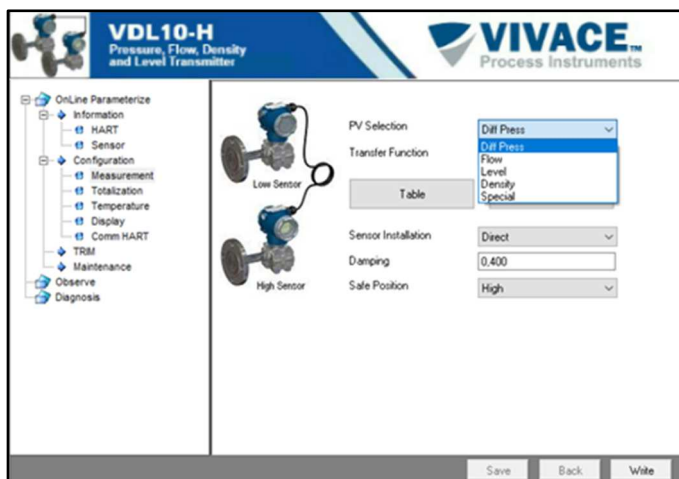 VDL10-H
Pressure, Flow, Density
and Level Transmitter
VIVACE™
Process Instruments
OnLine Parameterize
Information
HART
Sensor
Configuration
Measurement
Totalization
Temperature
Display
Comm HART
TRIM
Maintenance
Observe
Diagnosis
Low Sensor
High Sensor
PV Selection
Diff Press
Diff Press
Flow
Level
Density
Special
Transfer Function
Table
Sensor Installation
Direct
Damping
0,400
Safe Position
High
Save
Back
Write